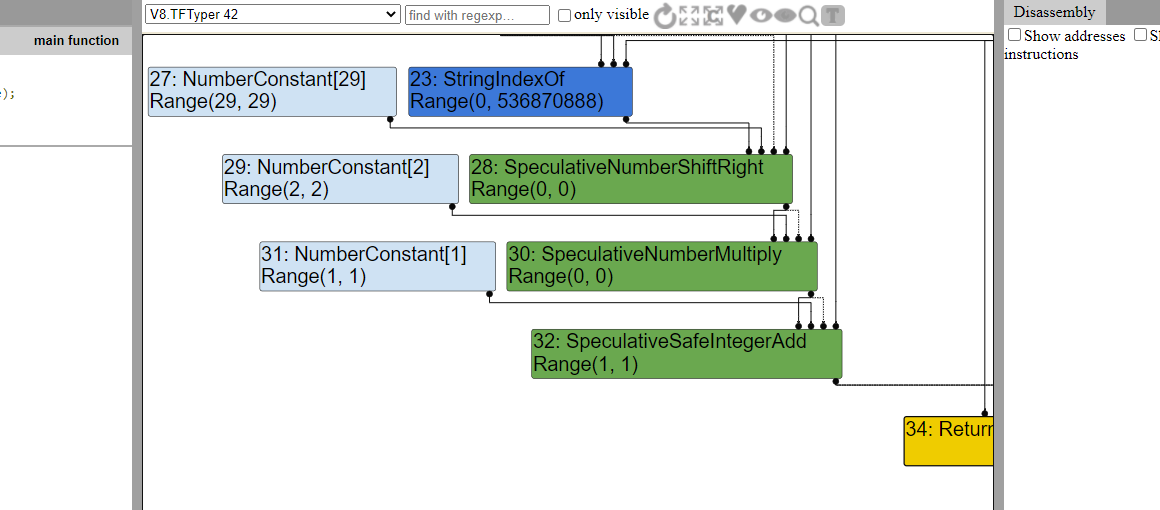 V8.TFTyper 42
find with regexp...
only visible
T
Disassembly
Show addresses
instructions
main function
);
27: NumberConstant[29]
Range(29, 29)
23: StringIndexOf
Range(0, 536870888)
29: NumberConstant[2]
Range(2, 2)
28: SpeculativeNumberShiftRight
Range(0, 0)
31: NumberConstant[1]
Range(1, 1)
30: SpeculativeNumberMultiply
Range(0, 0)
32: SpeculativeSafeIntegerAdd
Range(1, 1)
34: Return